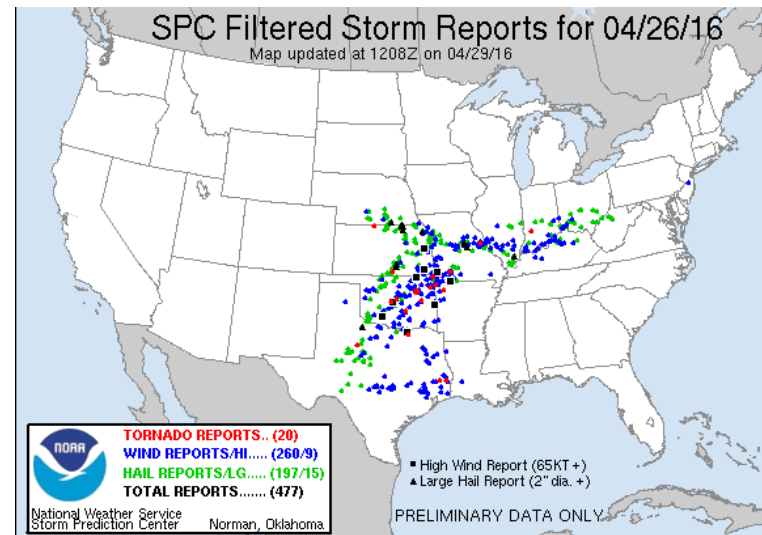 SPC Filtered Storm Reports for 04/26/16
Map updated at 1208Z on 04/29/16
NOAA
TORNADO REPORTS.. (20)
WIND REPORTS/HI..... (260/9)
HAIL REPORTS/LG..... (197/15)
TOTAL REPORTS....... (477)
National Weather Service
Storm Prediction Center Norman, Oklahoma
High Wind Report (65KT +)
Large Hail Report (2" dia. +)
PRELIMINARY DATA ONLY